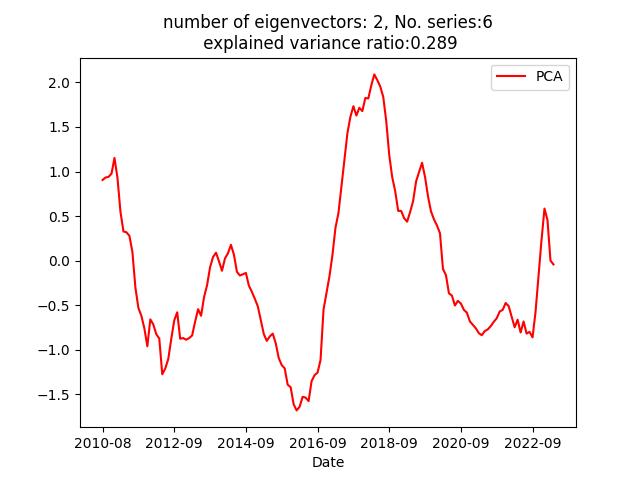 number of eigenvectors: 2, No. series:6
explained variance ratio:0.289
PCA
2.0
1.5
1.0
0.5
0.0
−0.5
−1.0
−1.5
2010-08 2012-09 2014-09 2016-09 2018-09 2020-09 2022-09
Date